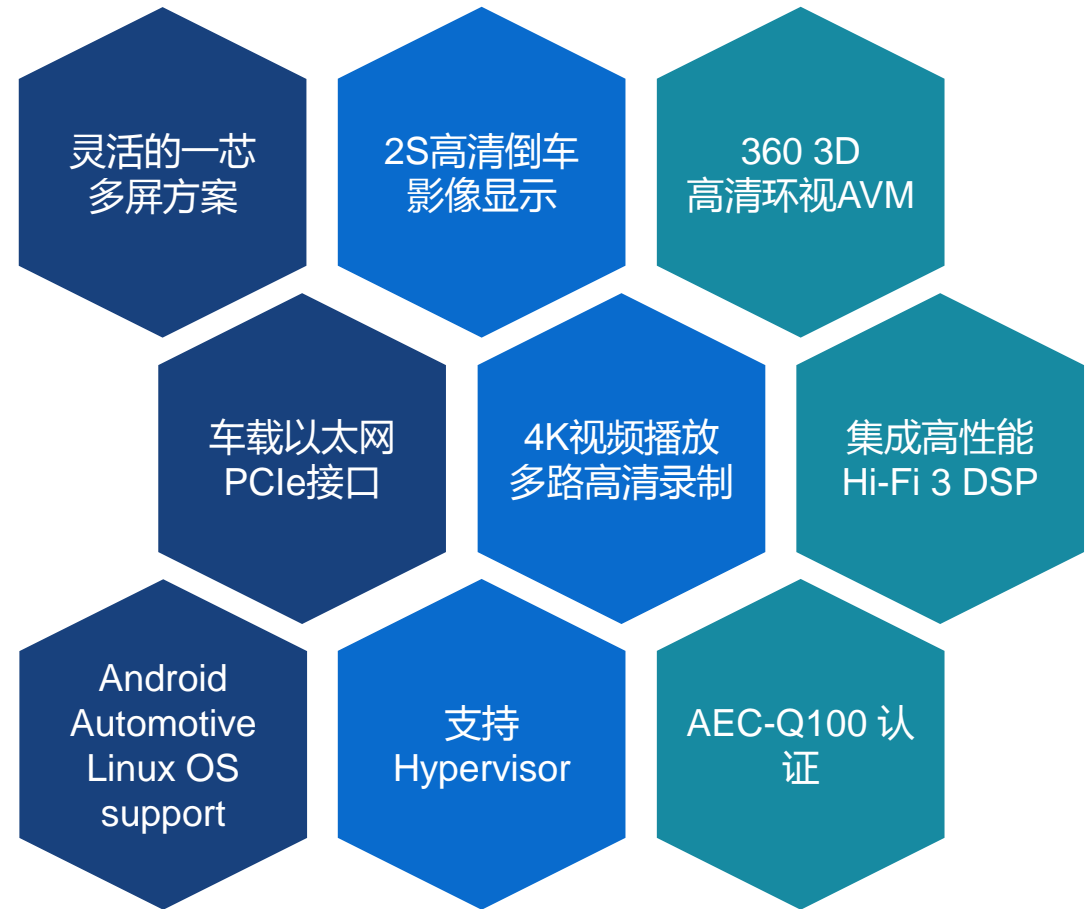 灵活的一芯
多屏方案
2S高清倒车
影像显示
360 3D
高清环视AVM
车载以太网
PCIe接口
4K视频播放
多路高清录制
集成高性能
Hi-Fi 3 DSP
Android
Automotive
Linux OS
support
支持
Hypervisor
AEC-Q100 认
证